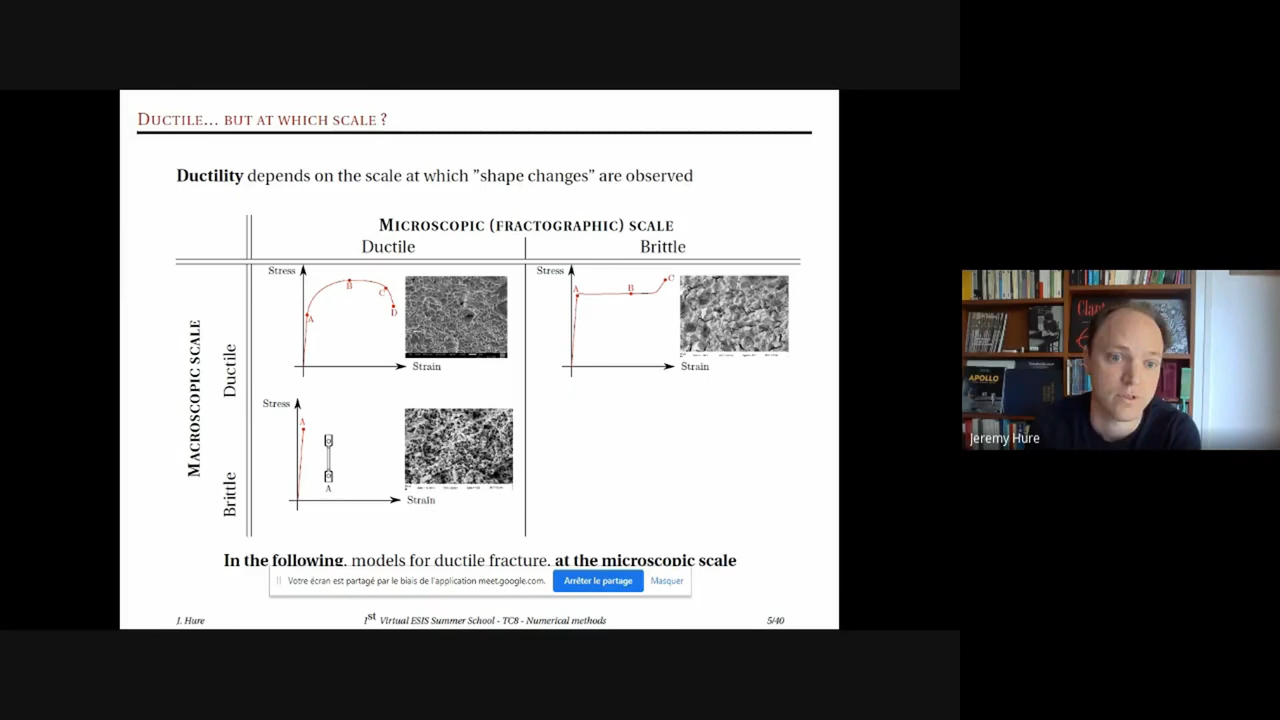 DUCTILE... BUT AT WHICH SCALE ?
Ductility depends on the scale at which "shape changes" are observed
MICROSCOPIC (FRACTOGRAPHIC) SCALE
Ductile
Brittle
MACROSCOPIC SCALE
Ductile
Brittle
Stress
A
B
C
D
Strain
Stress
A
B
C
Strain
Stress
A
A
Strain
In the following, models for ductile fracture, at the microscopic scale
Votre écran est partagé par le biais de l'application meet.google.com.
Arrêter le partage
Masquer
J. Hure
1st Virtual ESIS Summer School - TC8 - Numerical methods
5/40
APOLLO
Jeremy Hure